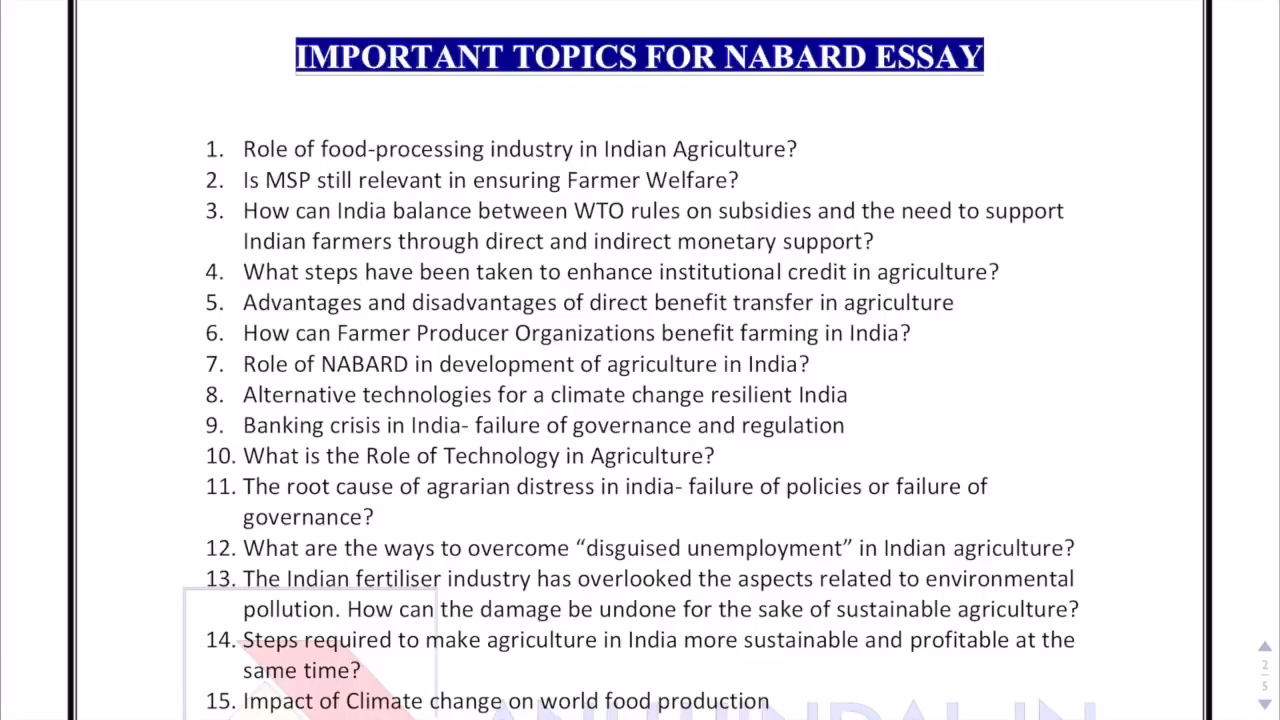 IMPORTANT TOPICS FOR NABARD ESSAY
1. Role of food-processing industry in Indian Agriculture?
2. Is MSP still relevant in ensuring Farmer Welfare?
3. How can India balance between WTO rules on subsidies and the need to support
Indian farmers through direct and indirect monetary support?
4. What steps have been taken to enhance institutional credit in agriculture?
5. Advantages and disadvantages of direct benefit transfer in agriculture
6. How can Farmer Producer Organizations benefit farming in India?
7. Role of NABARD in development of agriculture in India?
8. Alternative technologies for a climate change resilient India
9. Banking crisis in India- failure of governance and regulation
10. What is the Role of Technology in Agriculture?
11. The root cause of agrarian distress in india- failure of policies or failure of
governance?
12. What are the ways to overcome “disguised unemployment” in Indian agriculture?
13. The Indian fertiliser industry has overlooked the aspects related to environmental
pollution. How can the damage be undone for the sake of sustainable agriculture?
14. Steps required to make agriculture in India more sustainable and profitable at the
same time?
15. Impact of Climate change on world food production
2
5